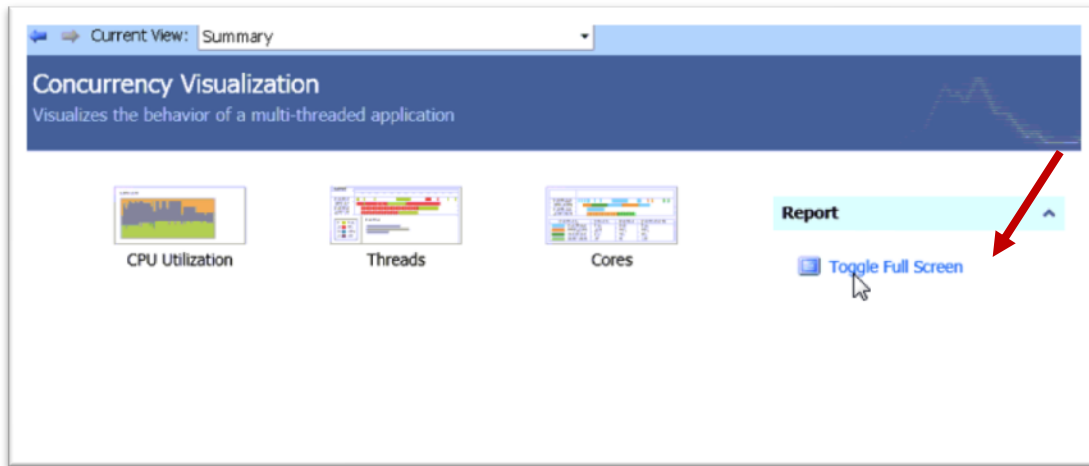 Current View: Summary
Concurrency Visualization
Visualizes the behavior of a multi-threaded application
CPU Utilization
Threads
Cores
Report
Toggle Full Screen